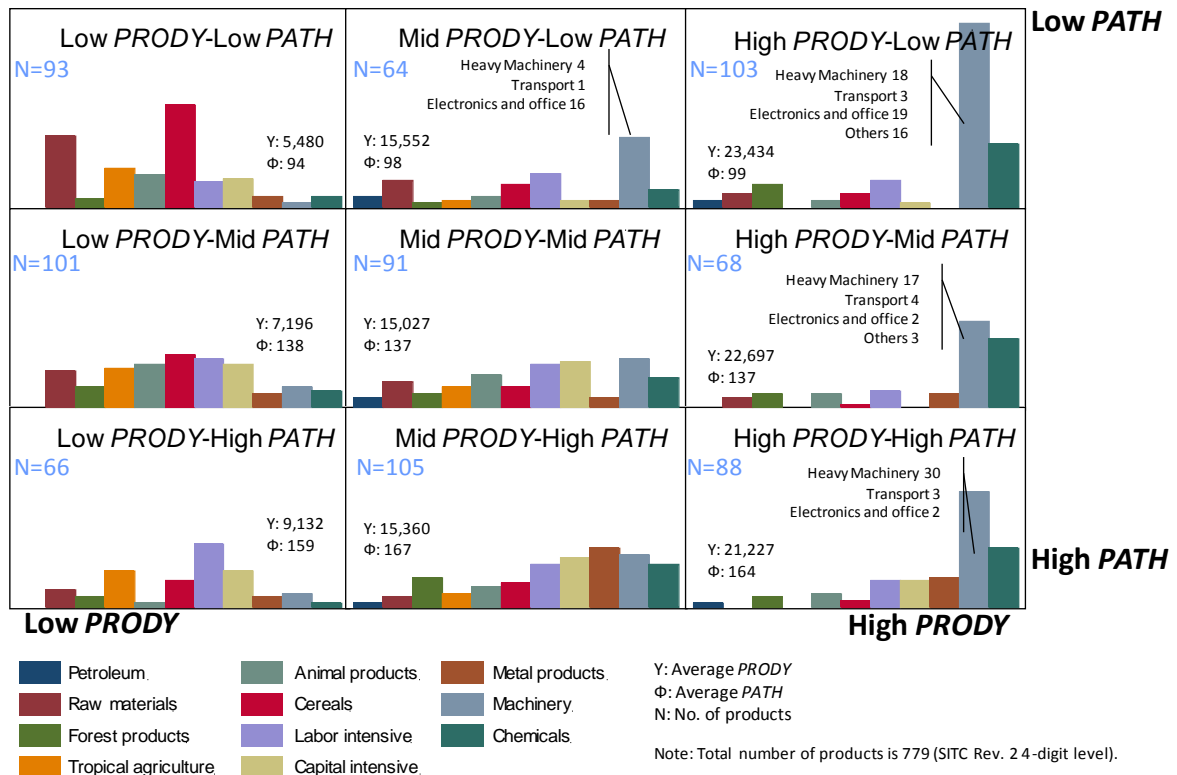 Low PRODY-Low PATH
N=93
Y: 5,480
Φ: 94
Mid PRODY-Low PATH
N=64
Heavy Machinery 4
Transport 1
Electronics and office 16
Y: 15,552
Φ: 98
High PRODY-Low PATH
N=103
Heavy Machinery 18
Transport 3
Electronics and office 19
Others 16
Y: 23,434
Φ: 99
Low PATH
Low PRODY-Mid PATH
N=101
Y: 7,196
Φ: 138
Mid PRODY-Mid PATH
N=91
Y: 15,027
Φ: 137
High PRODY-Mid PATH
N=68
Heavy Machinery 17
Transport 4
Electronics and office 2
Others 3
Y: 22,697
Φ: 137
Low PRODY-High PATH
N=66
Y: 9,132
Φ: 159
Mid PRODY-High PATH
N=105
Y: 15,360
Φ: 167
High PRODY-High PATH
N=88
Heavy Machinery 30
Transport 3
Electronics and office 2
Y: 21,227
Φ: 164
High PATH
Low PRODY
High PRODY
Petroleum
Raw materials
Forest products
Tropical agriculture
Animal products
Cereals
Labor intensive
Capital intensive
Metal products
Machinery
Chemicals
Y: Average PRODY
Φ: Average PATH
N: No. of products
Note: Total number of products is 779 (SITC Rev. 2 4-digit level).